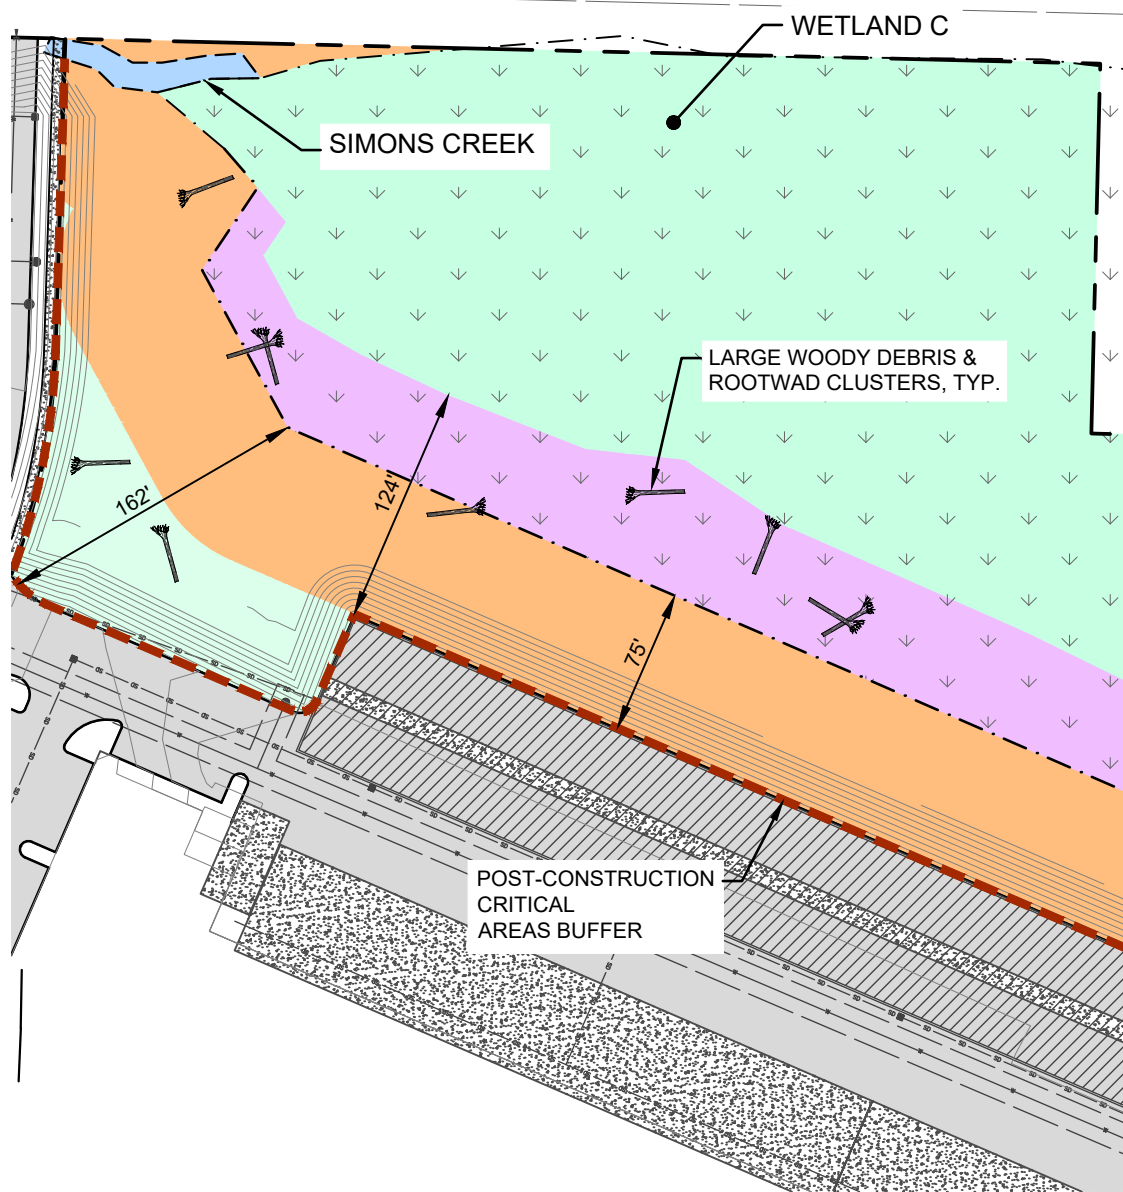 WETLAND C
SIMONS CREEK
LARGE WOODY DEBRIS &
ROOTWAD CLUSTERS, TYP.
162'
124'
75'
POST-CONSTRUCTION
CRITICAL
AREAS BUFFER